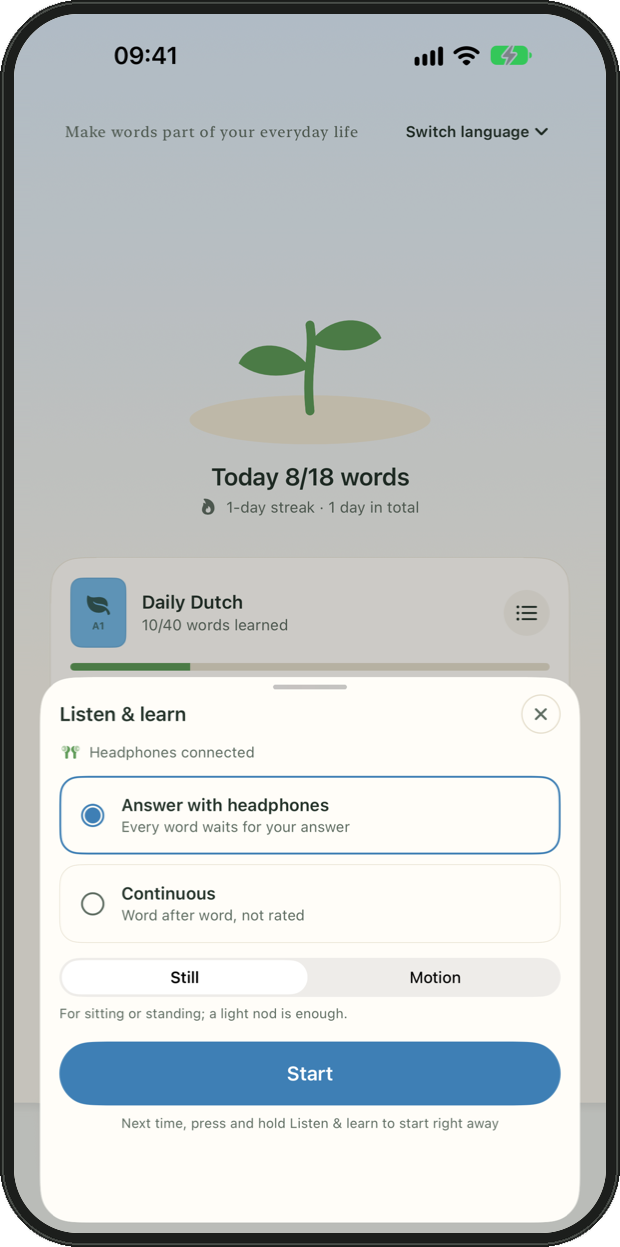 09:41
Make words part of your everyday life
Switch language
Today 8/18 words
1-day streak · 1 day in total
A1
Daily Dutch
10/40 words learned
Listen & learn
Headphones connected
Answer with headphones
Every word waits for your answer
Continuous
Word after word, not rated
Still
Motion
For sitting or standing; a light nod is enough.
Start
Next time, press and hold Listen & learn to start right away